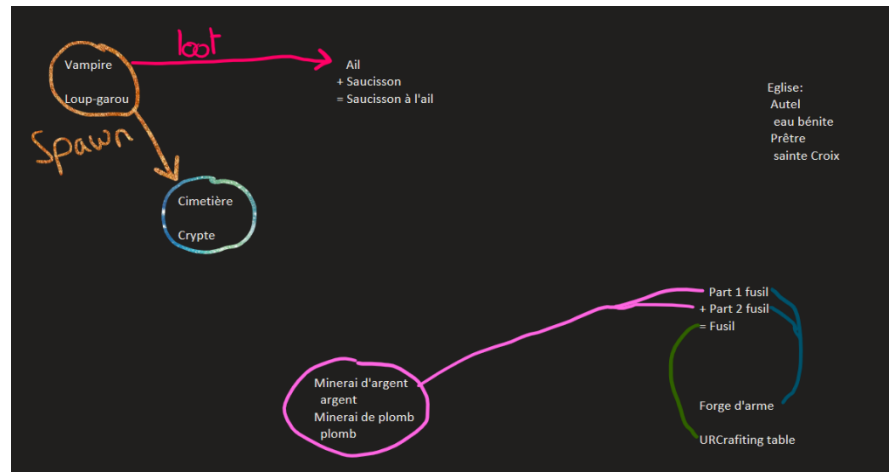 loot
Vampire
Loup-garou
Ail
+ Saucisson
= Saucisson à l'ail
Eglise:
Autel
eau bénite
Prêtre
sainte Croix
Spawn
Cimetière
Crypte
Part 1 fusil
+ Part 2 fusil
= Fusil
Minerai d'argent
argent
Minerai de plomb
plomb
Forge d'arme
URCrafiting table